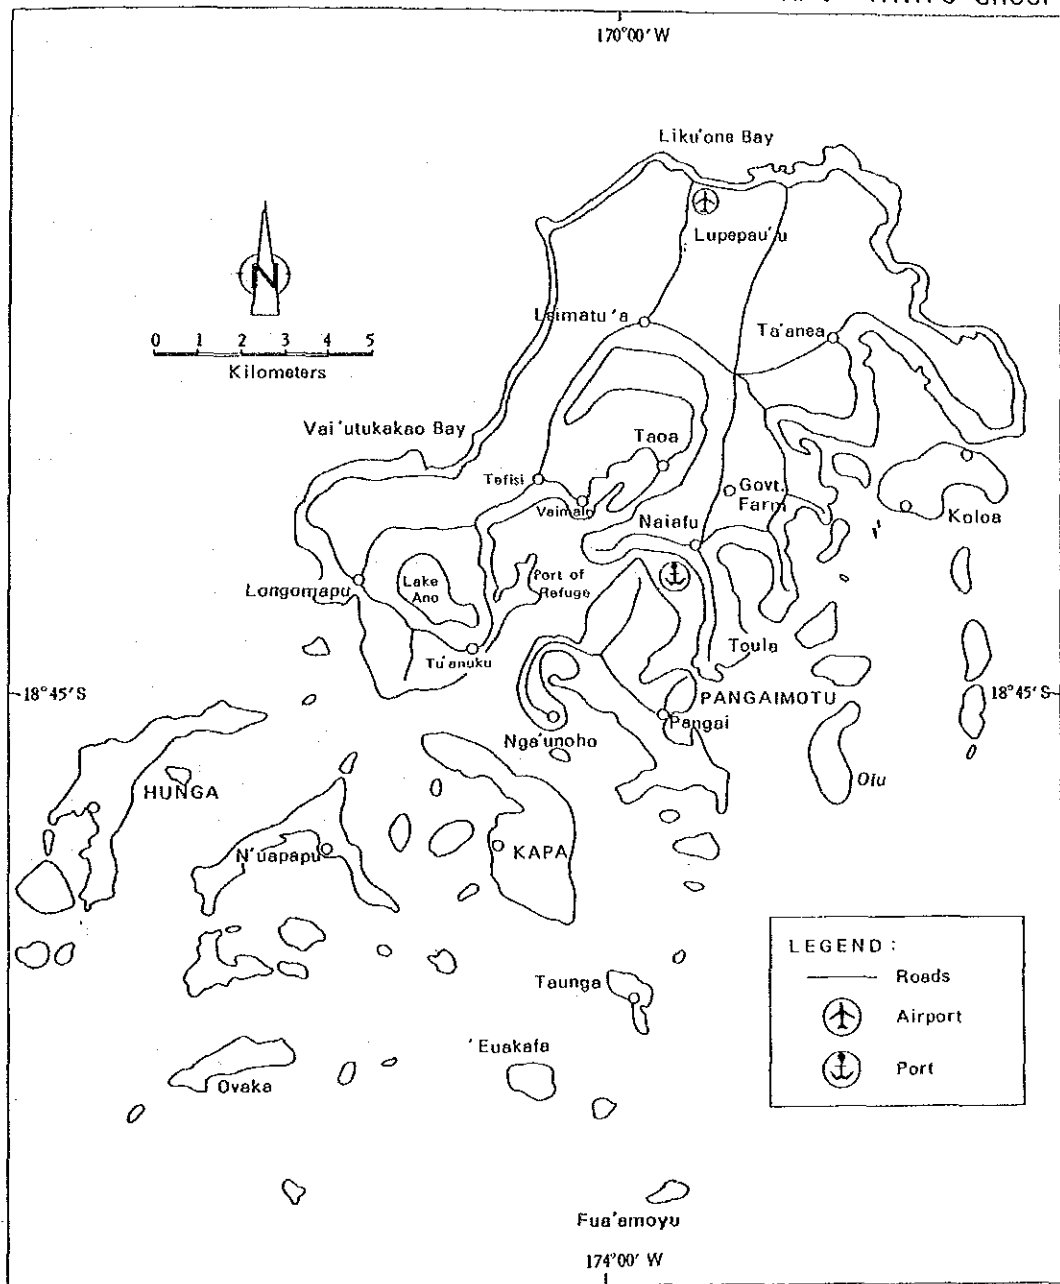 170°00' W
Liku'one Bay
Lupepau'u
N
Leimatu'a
Ta'anea
0 1 2 3 4 5
Kilometers
Vai'utukakao Bay
Taoa
Tefisi
Govt.
Farm
Vaimalo
Koloa
Naiafu
Longomapu
Lake
Ano
Port of
Refuge
Tu'anuku
Toula
18°45' S
PANGAIMOTU
18°45' S
Pangai
Nga'unoho
Olu
HUNGA
N'uapapu
KAPA
LEGEND :
Roads
Airport
Port
Taunga
'Euakafa
Ovaka
Fua'amoyu
174°00' W